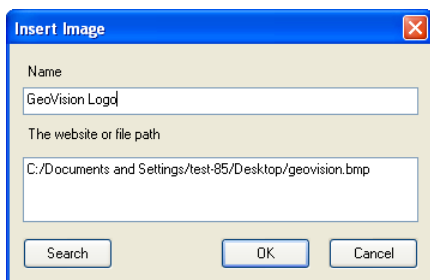 Insert Image
Name
GeoVision Logo
The website or file path
C:/Documents and Settings/test-85/Desktop/geovision.bmp
Search OK Cancel